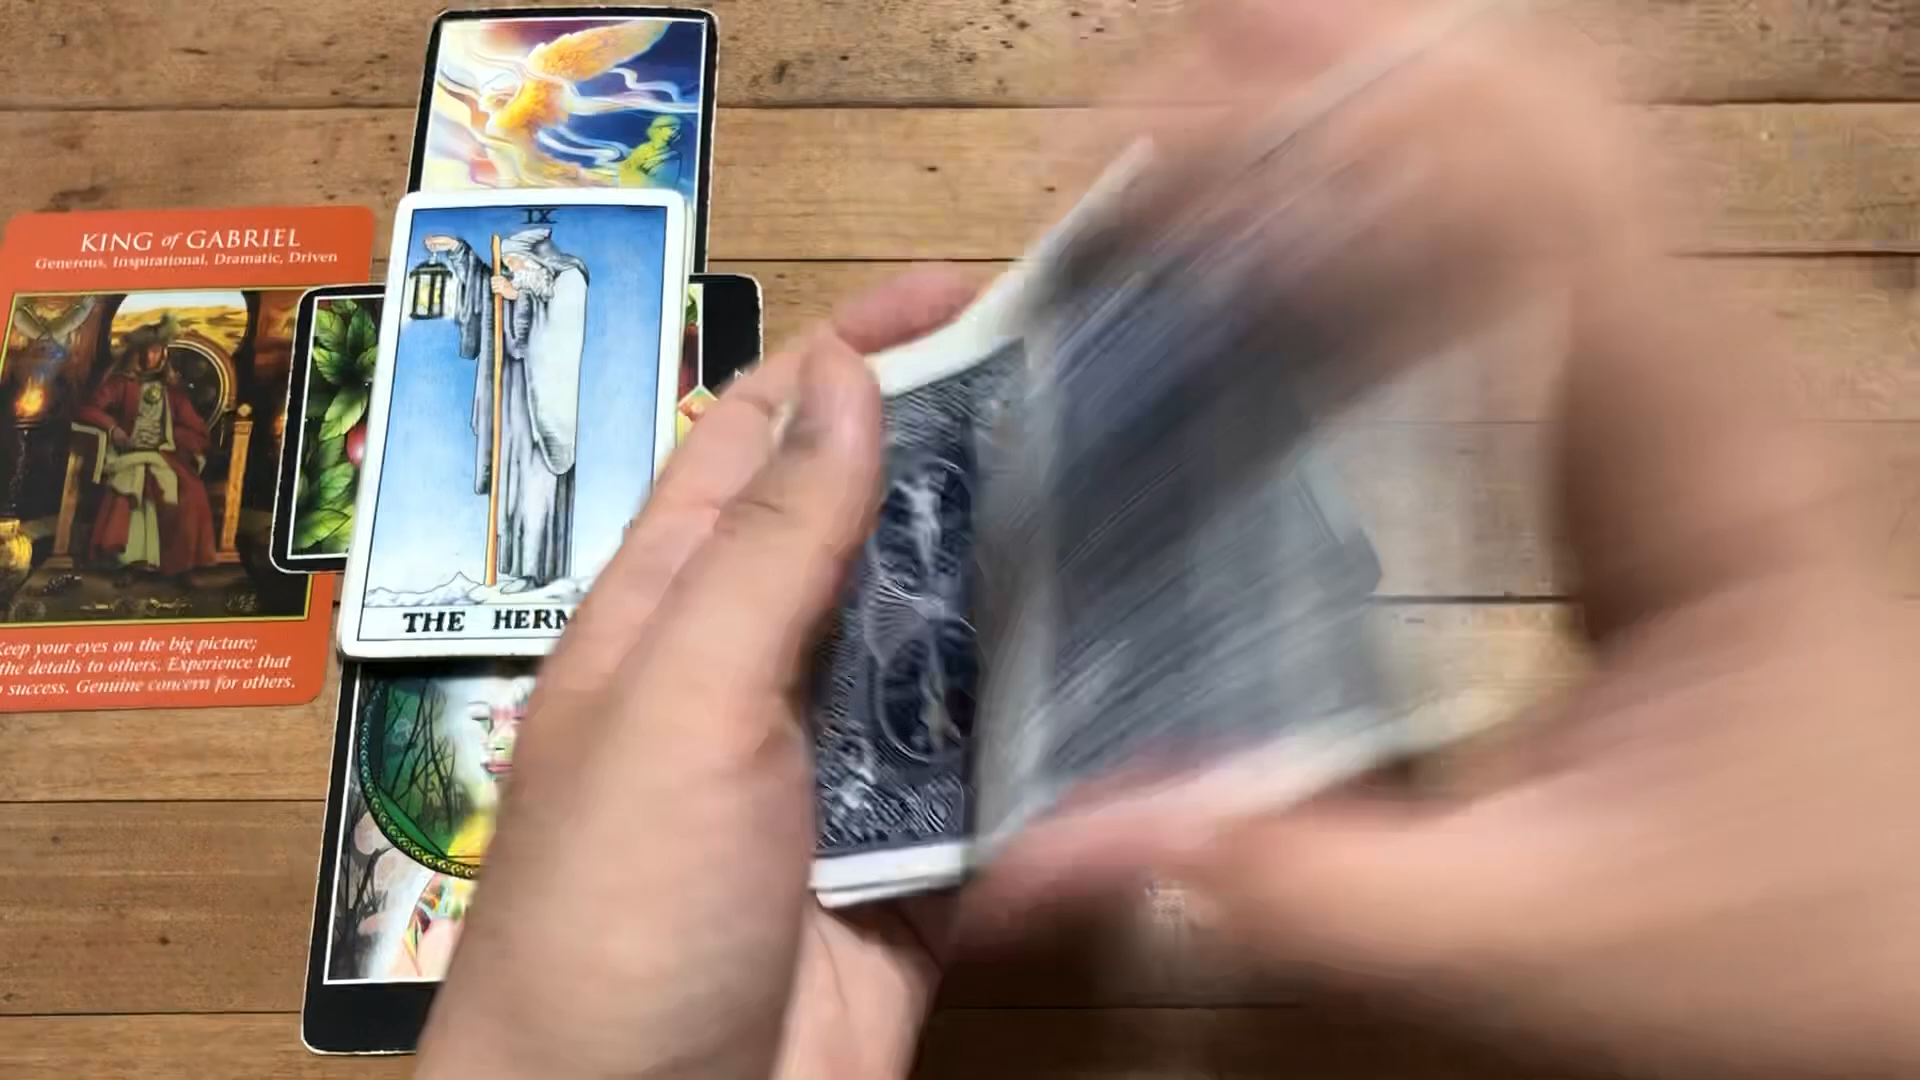 KING of GABRIEL
Generous, Inspirational, Dramatic, Driven
Keep your eyes on the big picture;
the details to others. Experience that
success. Genuine concern for others.
IX
THE HERM